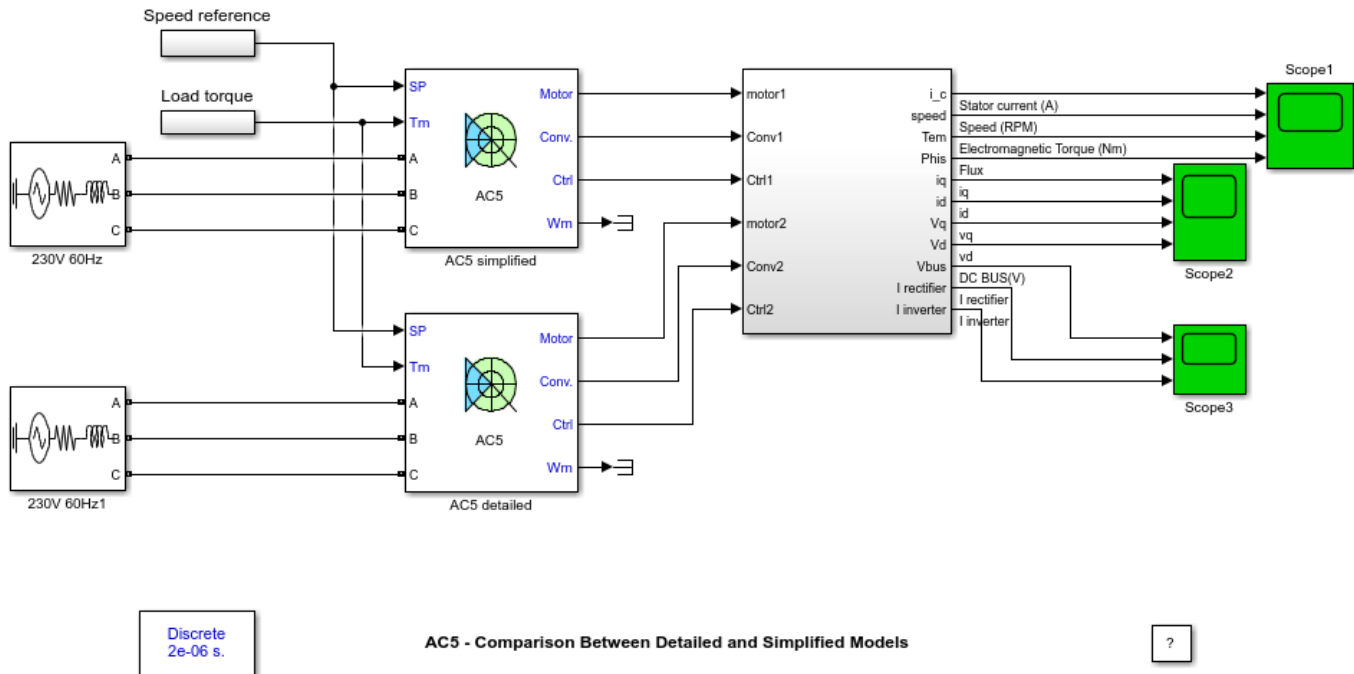 Speed reference
Load torque
A
B
C
230V 60Hz
SP
Tm
A
B
C
Motor
Conv.
Ctrl
Wm
AC5
AC5 simplified
A
B
C
230V 60Hz1
SP
Tm
A
B
C
Motor
Conv.
Ctrl
Wm
AC5
AC5 detailed
motor1
Conv1
Ctrl1
motor2
Conv2
Ctrl2
i_c
speed
Tem
Phis
iq
id
Vq
Vd
Vbus
I rectifier
I inverter
Stator current (A)
Speed (RPM)
Electromagnetic Torque (Nm)
Flux
iq
id
vq
vd
DC BUS(V)
I rectifier
I inverter
Scope1
Scope2
Scope3
Discrete
2e-06 s.
AC5 - Comparison Between Detailed and Simplified Models
?